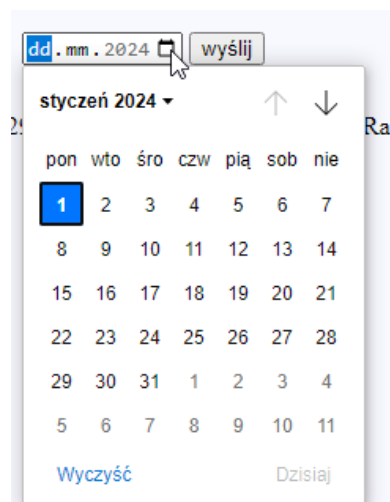 dd.mm.2024 wyślij
styczeń 2024
Ra
pon wto śro czw pią sob nie
1 2 3 4 5 6 7
8 9 10 11 12 13 14
15 16 17 18 19 20 21
22 23 24 25 26 27 28
29 30 31 1 2 3 4
5 6 7 8 9 10 11
Wyczyść Dzisiaj